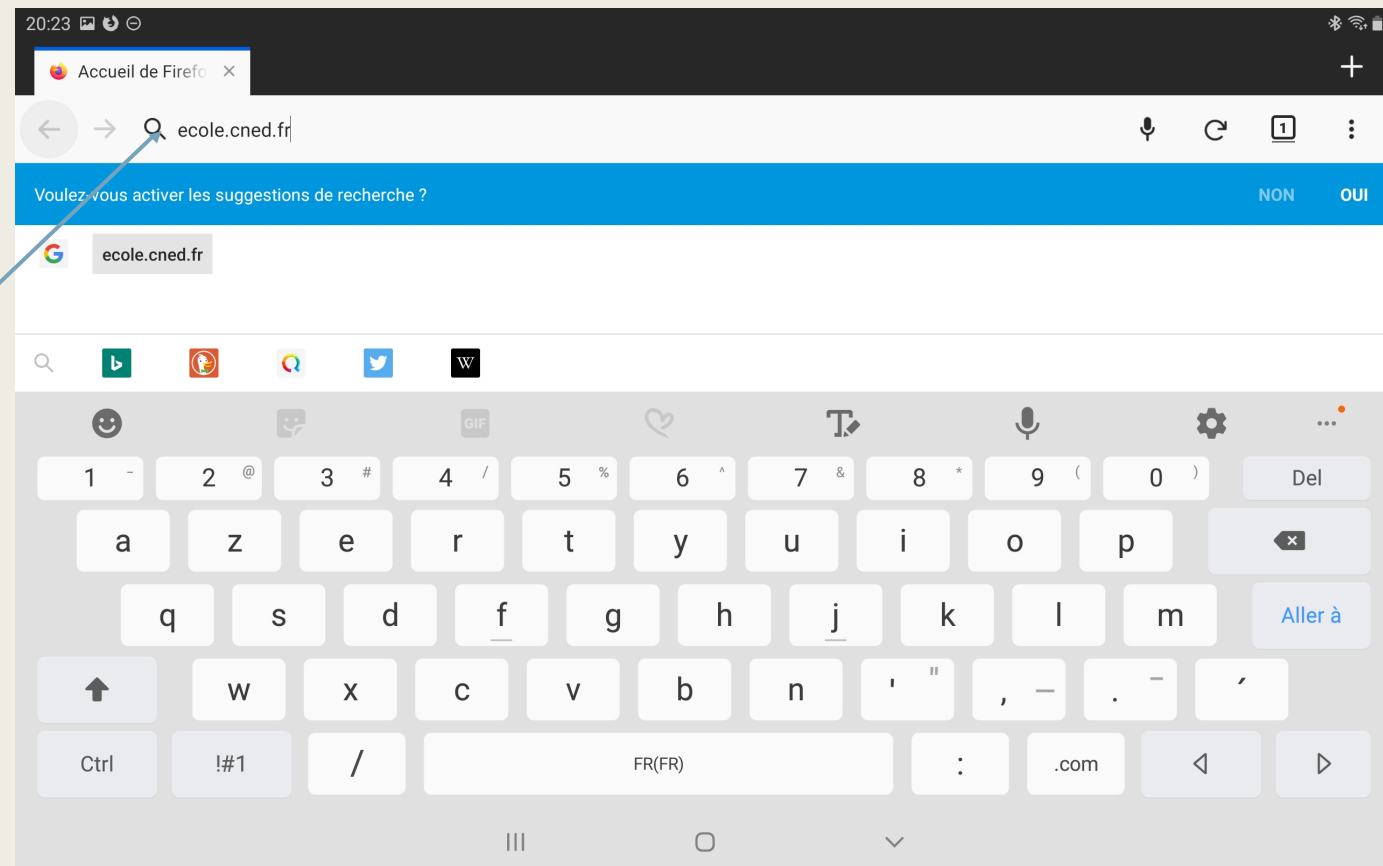 20:23
Accueil de Firefo
ecole.cned.fr
1
Voulez-vous activer les suggestions de recherche ?
NON OUI
G ecole.cned.fr
b W
GIF
1 - 2 @ 3 # 4 / 5 % 6 ^ 7 & 8 * 9 ( 0 ) Del
a z e r t y u i o p
q s d f g h j k l m Aller à
w x c v b n ' " , — . – ´
Ctrl !#1 / FR(FR) : .com